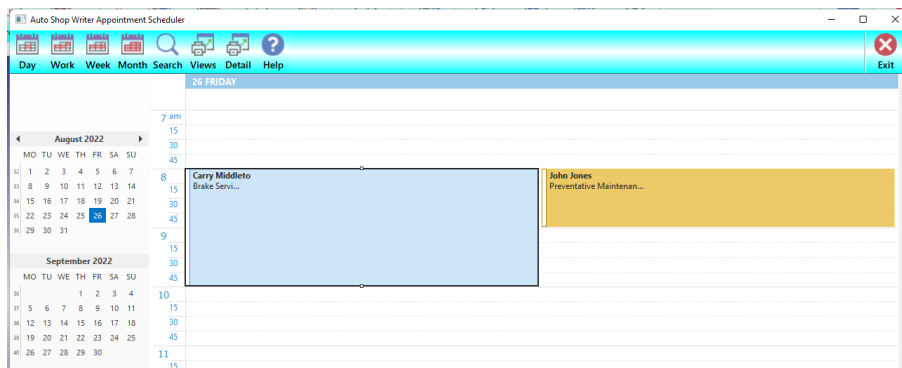 Auto Shop Writer Appointment Scheduler
Day Work Week Month Search Views Detail Help Exit
26 FRIDAY
August 2022
MO TU WE TH FR SA SU
32 1 2 3 4 5 6 7
33 8 9 10 11 12 13 14
34 15 16 17 18 19 20 21
35 22 23 24 25 26 27 28
36 29 30 31
September 2022
MO TU WE TH FR SA SU
36 1 2 3 4
37 5 6 7 8 9 10 11
38 12 13 14 15 16 17 18
39 19 20 21 22 23 24 25
40 26 27 28 29 30
7 am
15
30
45
8
15
30
45
9
15
30
45
10
15
30
45
11
15
Carry Middleto
Brake Servi...
John Jones
Preventative Maintenan...